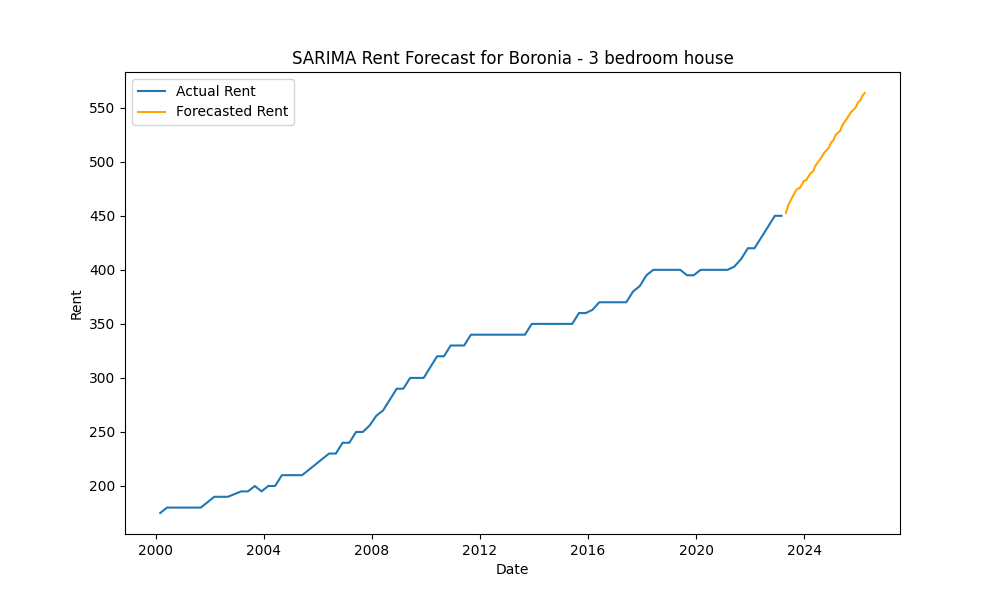 SARIMA Rent Forecast for Boronia - 3 bedroom house
Actual Rent
Forecasted Rent
550
500
450
400
350
300
250
200
Rent
2000 2004 2008 2012 2016 2020 2024
Date